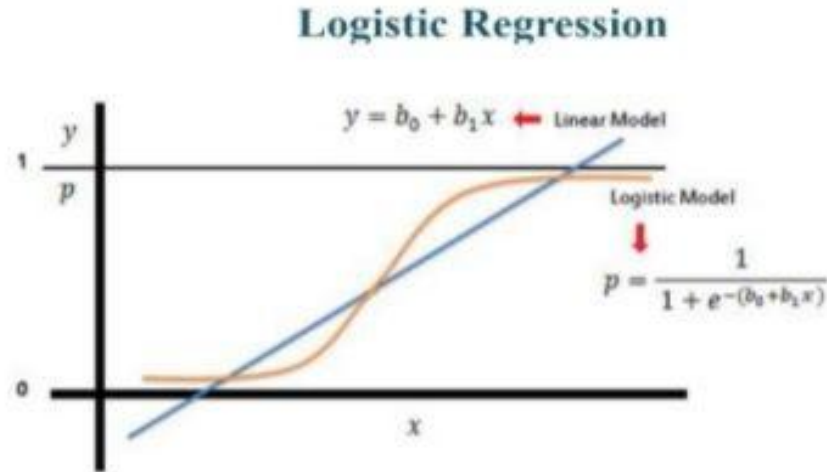 Logistic Regression
y = b₀ + b₁x
Linear Model
y
1
p
Logistic Model
p = 1 / (1 + e^−(b₀+b₁x))
0
x